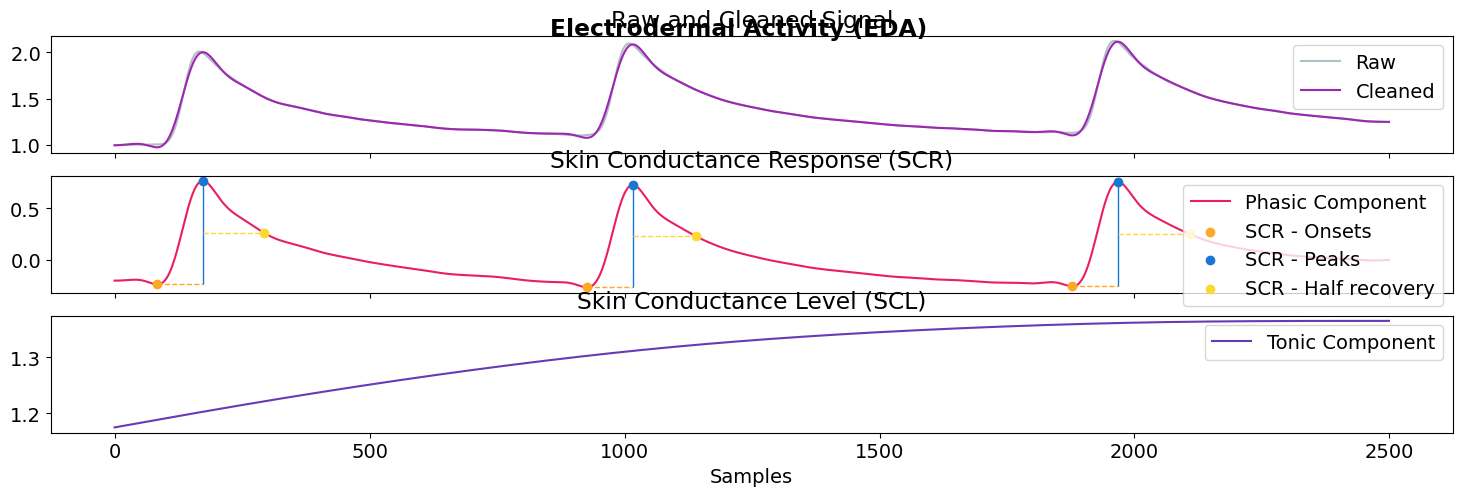 Raw and Cleaned Signal
Electrodermal Activity (EDA)
2.0
1.5
1.0
Raw
Cleaned
Skin Conductance Response (SCR)
0.5
0.0
Phasic Component
SCR - Onsets
SCR - Peaks
SCR - Half recovery
Skin Conductance Level (SCL)
1.3
1.2
Tonic Component
0 500 1000 1500 2000 2500
Samples